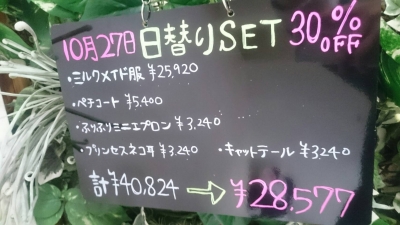 10月27日 日替りSET 30% OFF
・ミルクメイド服 ¥25,920
・ペチコート ¥5,400
・ふりふりミニエプロン ¥3,240
・プリンセスネコ耳 ¥3,240 ・キャットテール ¥3,240
計 ¥40,824 → ¥28,577